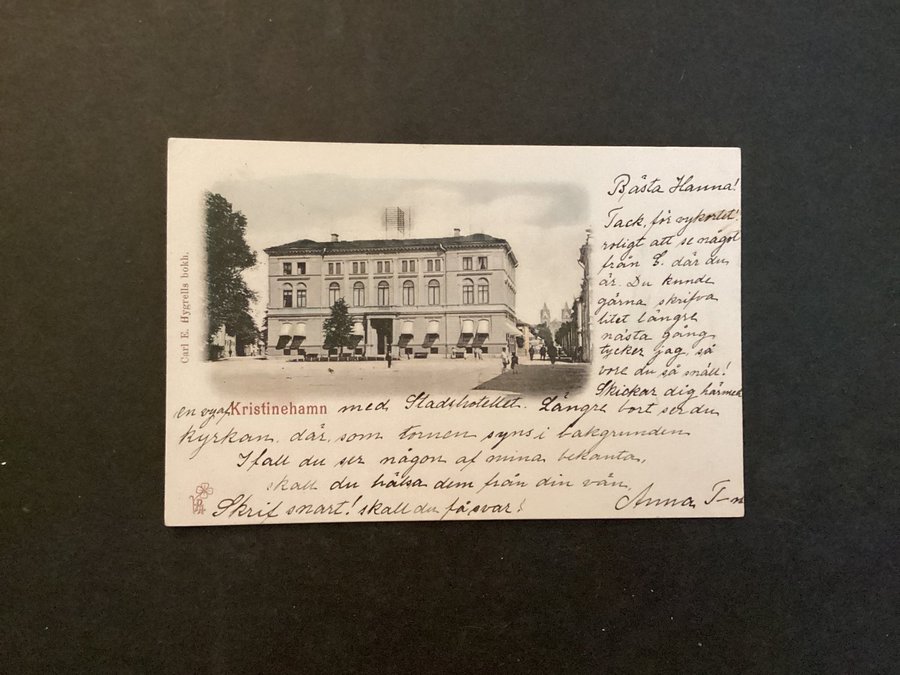 Carl E. Hygrells bokh.
Bästa Hanna!
Tack, för vykortet!
roligt att se något
från E. där du
är. Du kunde
gärna skrifva
litet längre
nästa gång
tycker jag, så
vore du så snäll!
Skickar dig härmed
en vy af Kristinehamn med Stadshotellet. Längre bort ser du
kyrkan, där, som tornen syns i bakgrunden
Ifall du ser någon af mina bekanta,
skall du hälsa dem från din vän,
Skrif snart! skall du få svar! Anna T-n